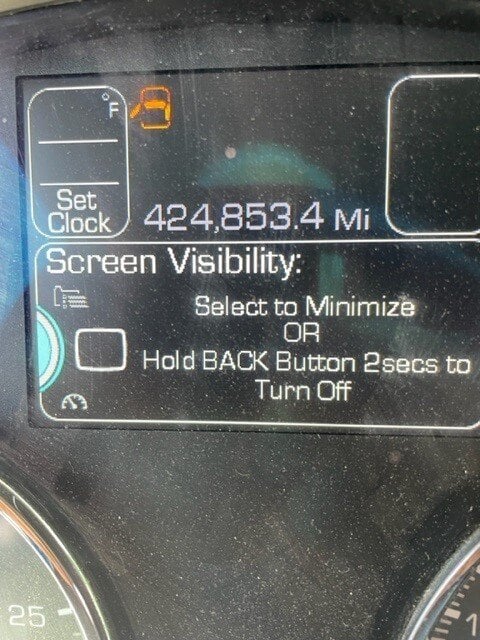 °F
Set
Clock
424,853.4 Mi
Screen Visibility:
Select to Minimize
OR
Hold BACK Button 2secs to
Turn Off
25
1